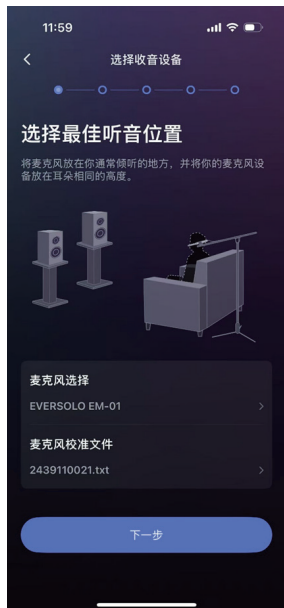 11:59
选择收音设备
选择最佳听音位置
将麦克风放在你通常倾听的地方，并将你的麦克风设
备放在耳朵相同的高度。
麦克风选择
EVERSOLO EM-01
麦克风校准文件
2439110021.txt
下一步